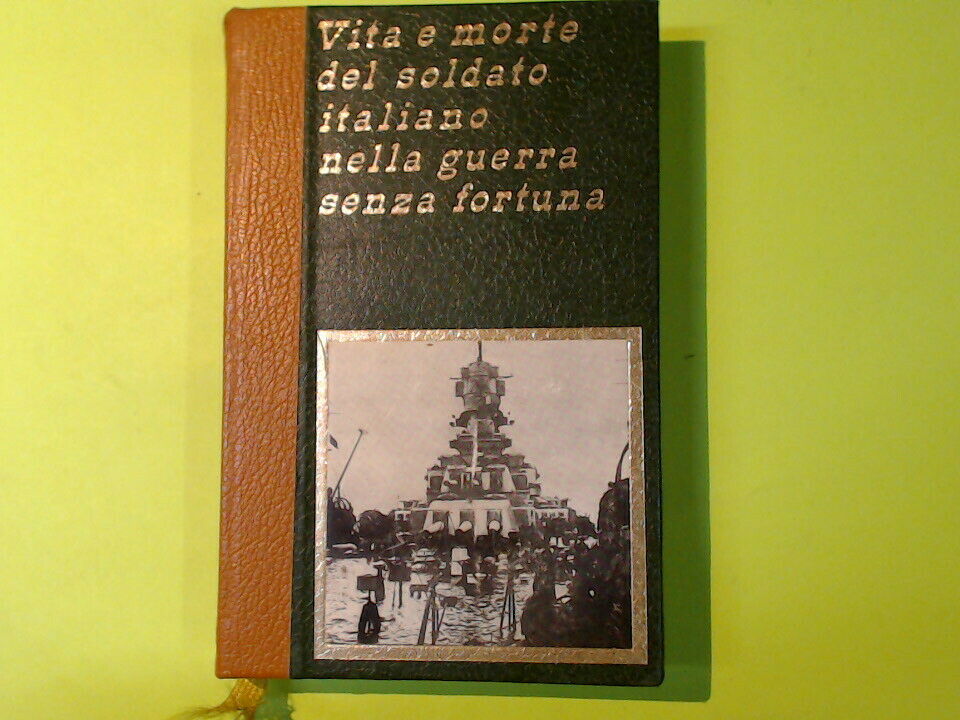 Vita e morte
del soldato
italiano
nella guerra
senza fortuna